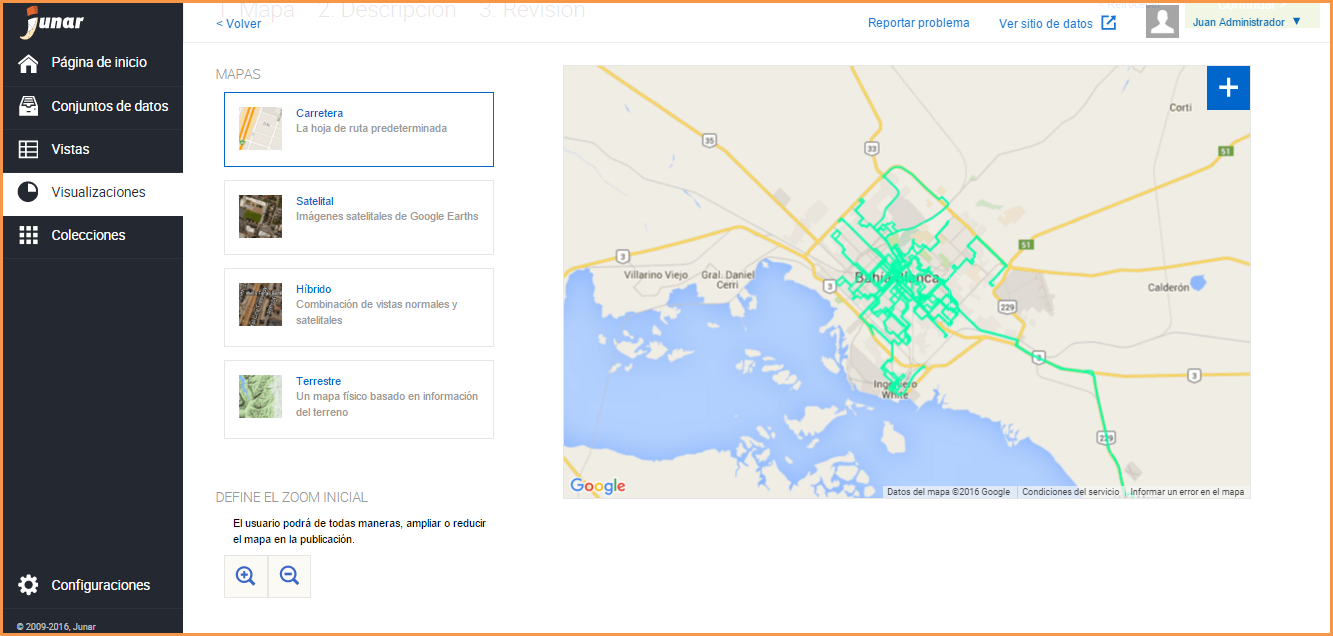 Junar
Página de inicio
Conjuntos de datos
Vistas
Visualizaciones
Colecciones
Configuraciones
© 2009-2016, Junar
1. Mapa 2. Descripción 3. Revisión
< Volver
Reportar problema
Ver sitio de datos
Continuar >
Juan Administrador ▼
MAPAS
Carretera
La hoja de ruta predeterminada
Satelital
Imágenes satelitales de Google Earths
Híbrido
Combinación de vistas normales y
satelitales
Terrestre
Un mapa físico basado en información
del terreno
DEFINE EL ZOOM INICIAL
El usuario podrá de todas maneras, ampliar o reducir
el mapa en la publicación.
+
Corti
35
33
51
51
3
Villarino Viejo
Gral. Daniel
Cerri
3
Bahía Blanca
Calderón
229
3
3
Ingeniero
White
229
Google
Datos del mapa ©2016 Google
Condiciones del servicio
Informar un error en el mapa